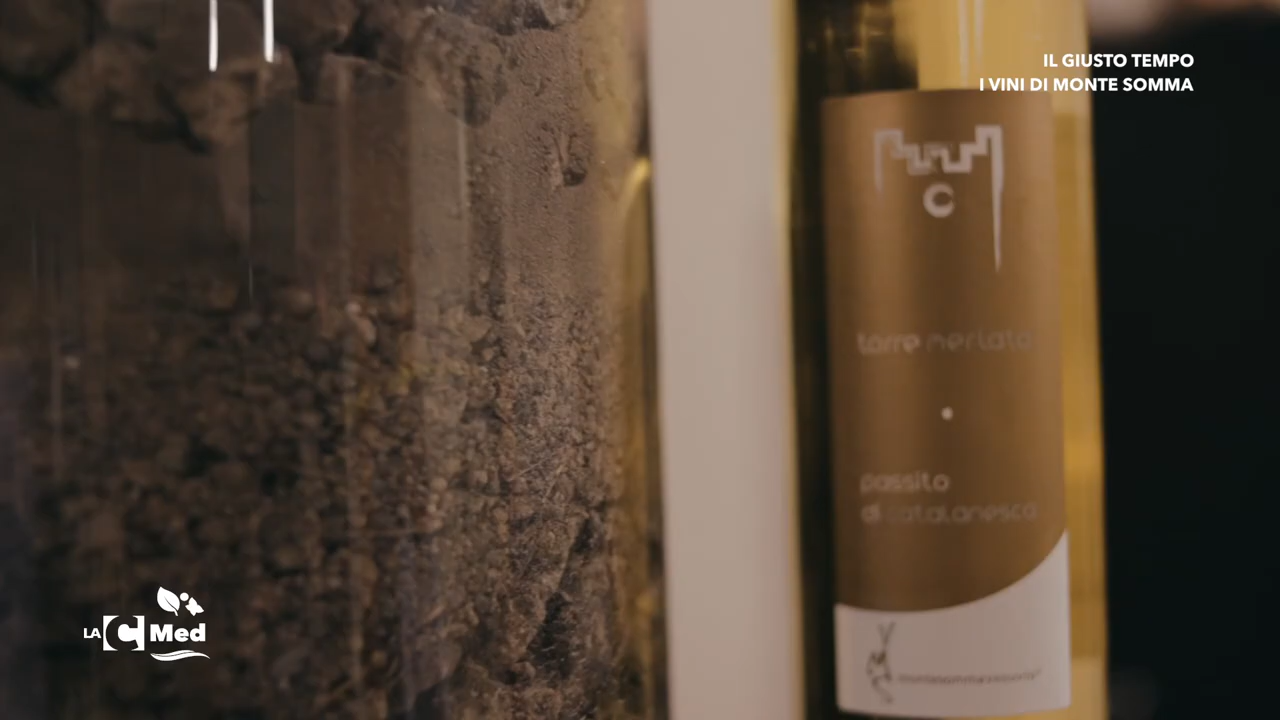 IL GIUSTO TEMPO
I VINI DI MONTE SOMMA
C
torre merlata
passito
di catalanesca
LA C Med